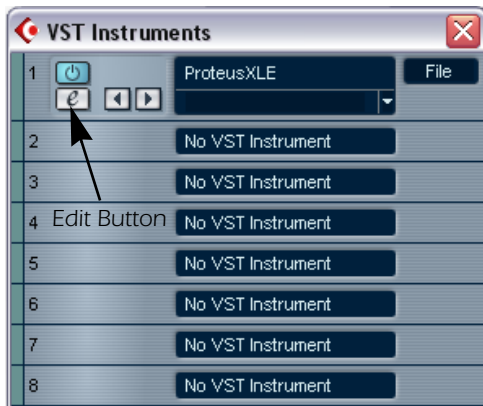 VST Instruments
1 ProteusXLE File
e
2 No VST Instrument
3 No VST Instrument
4 Edit Button No VST Instrument
5 No VST Instrument
6 No VST Instrument
7 No VST Instrument
8 No VST Instrument